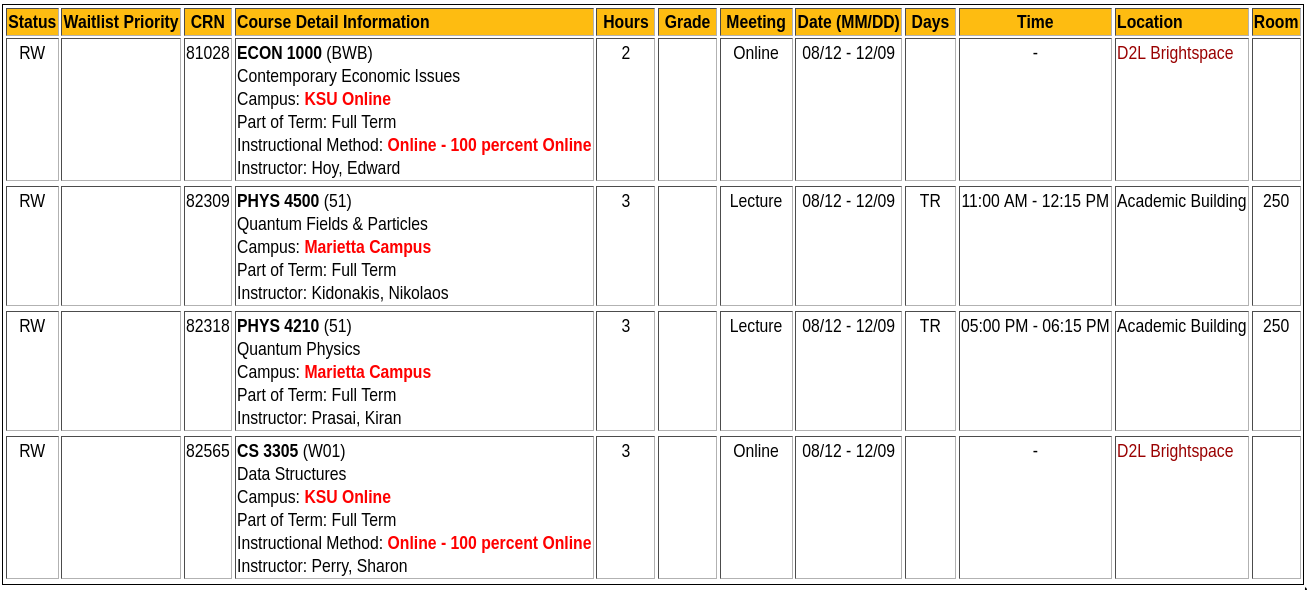 Status Waitlist Priority CRN Course Detail Information Hours Grade Meeting Date (MM/DD) Days Time Location Room
RW 81028 ECON 1000 (BWB) 2 Online 08/12 - 12/09 - D2L Brightspace
Contemporary Economic Issues
Campus: KSU Online
Part of Term: Full Term
Instructional Method: Online - 100 percent Online
Instructor: Hoy, Edward
RW 82309 PHYS 4500 (51) 3 Lecture 08/12 - 12/09 TR 11:00 AM - 12:15 PM Academic Building 250
Quantum Fields & Particles
Campus: Marietta Campus
Part of Term: Full Term
Instructor: Kidonakis, Nikolaos
RW 82318 PHYS 4210 (51) 3 Lecture 08/12 - 12/09 TR 05:00 PM - 06:15 PM Academic Building 250
Quantum Physics
Campus: Marietta Campus
Part of Term: Full Term
Instructor: Prasai, Kiran
RW 82565 CS 3305 (W01) 3 Online 08/12 - 12/09 - D2L Brightspace
Data Structures
Campus: KSU Online
Part of Term: Full Term
Instructional Method: Online - 100 percent Online
Instructor: Perry, Sharon